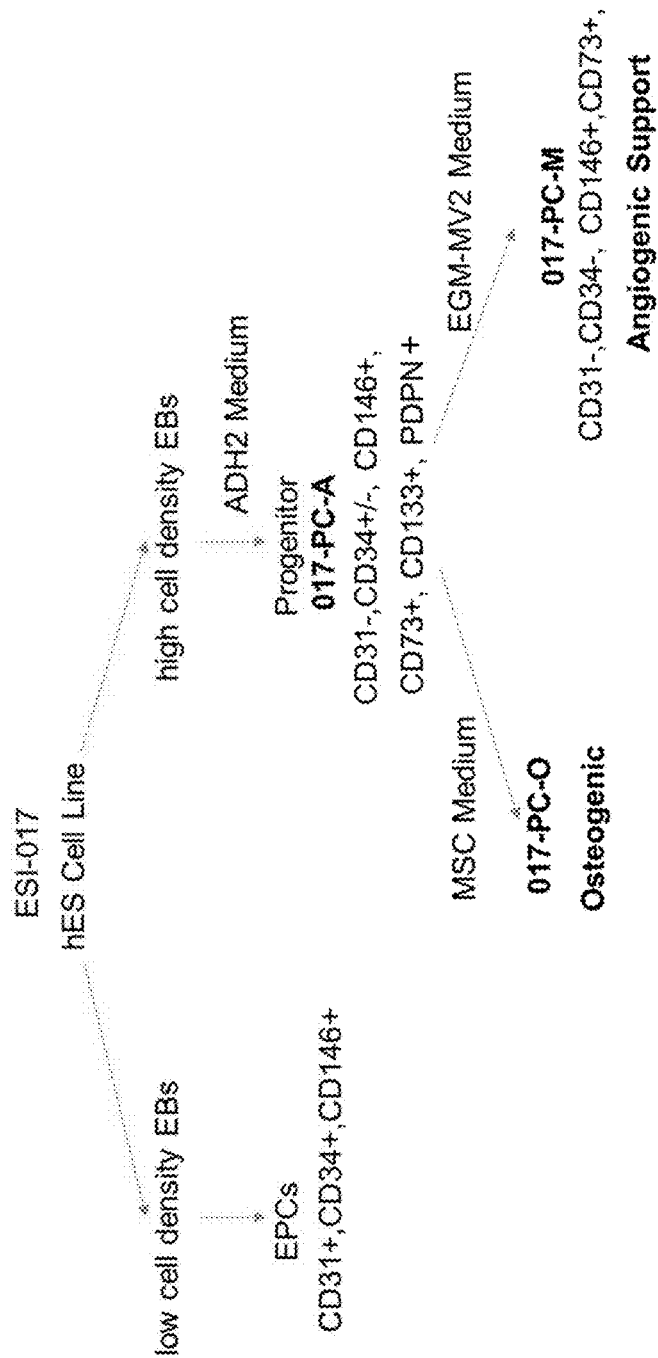 ESI-017
hES Cell Line
low cell density EBs
high cell density EBs
EPCs
CD31+,CD34+,CD146+
ADH2 Medium
Progenitor
017-PC-A
CD31-,CD34+/-, CD146+,
CD73+, CD133+, PDPN +
MSC Medium
EGM-MV2 Medium
017-PC-O
Osteogenic
017-PC-M
CD31-,CD34-, CD146+,CD73+,
Angiogenic Support